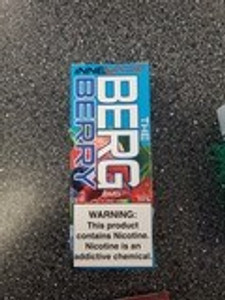 THE
BERG
BERRY
WARNING:
This product
contains Nicotine.
Nicotine is an
addictive chemical.